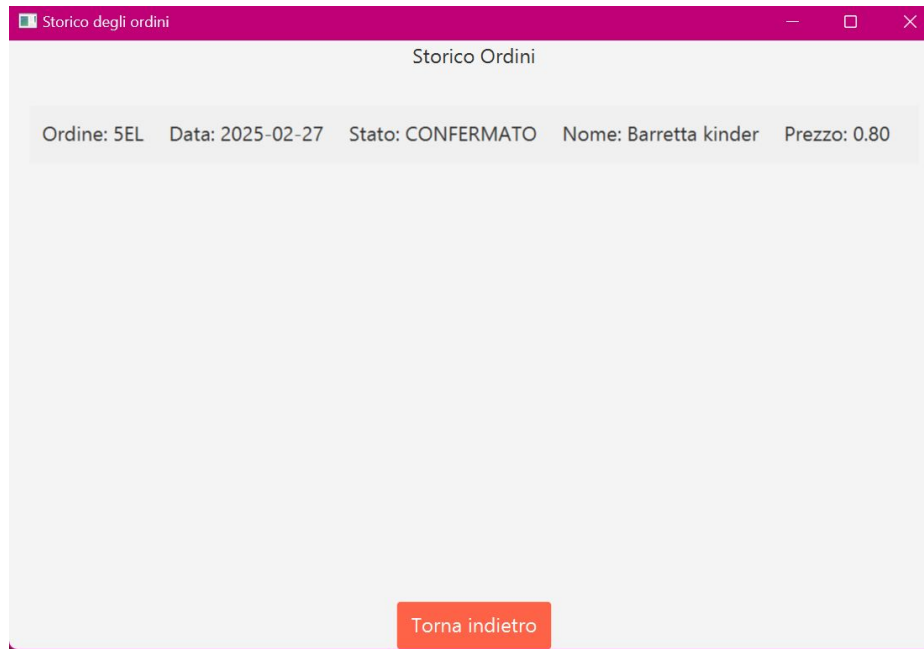 Storico degli ordini
Storico Ordini
Ordine: 5EL Data: 2025-02-27 Stato: CONFERMATO Nome: Barretta kinder Prezzo: 0.80
Torna indietro